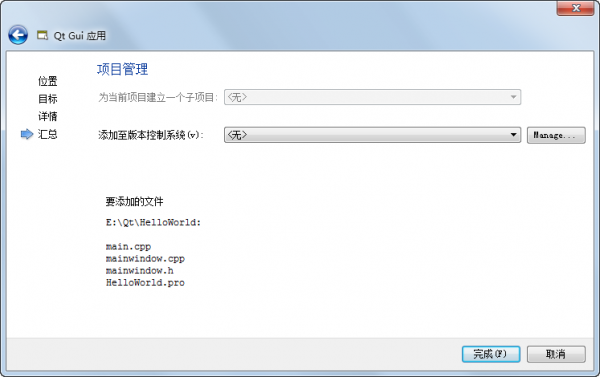 Qt Gui 应用
项目管理
位置
目标
详情
汇总
为当前项目建立一个子项目:
<无>
添加至版本控制系统(v):
<无>
Manage...
要添加的文件
E:\Qt\HelloWorld:
main.cpp
mainwindow.cpp
mainwindow.h
HelloWorld.pro
完成(F)
取消